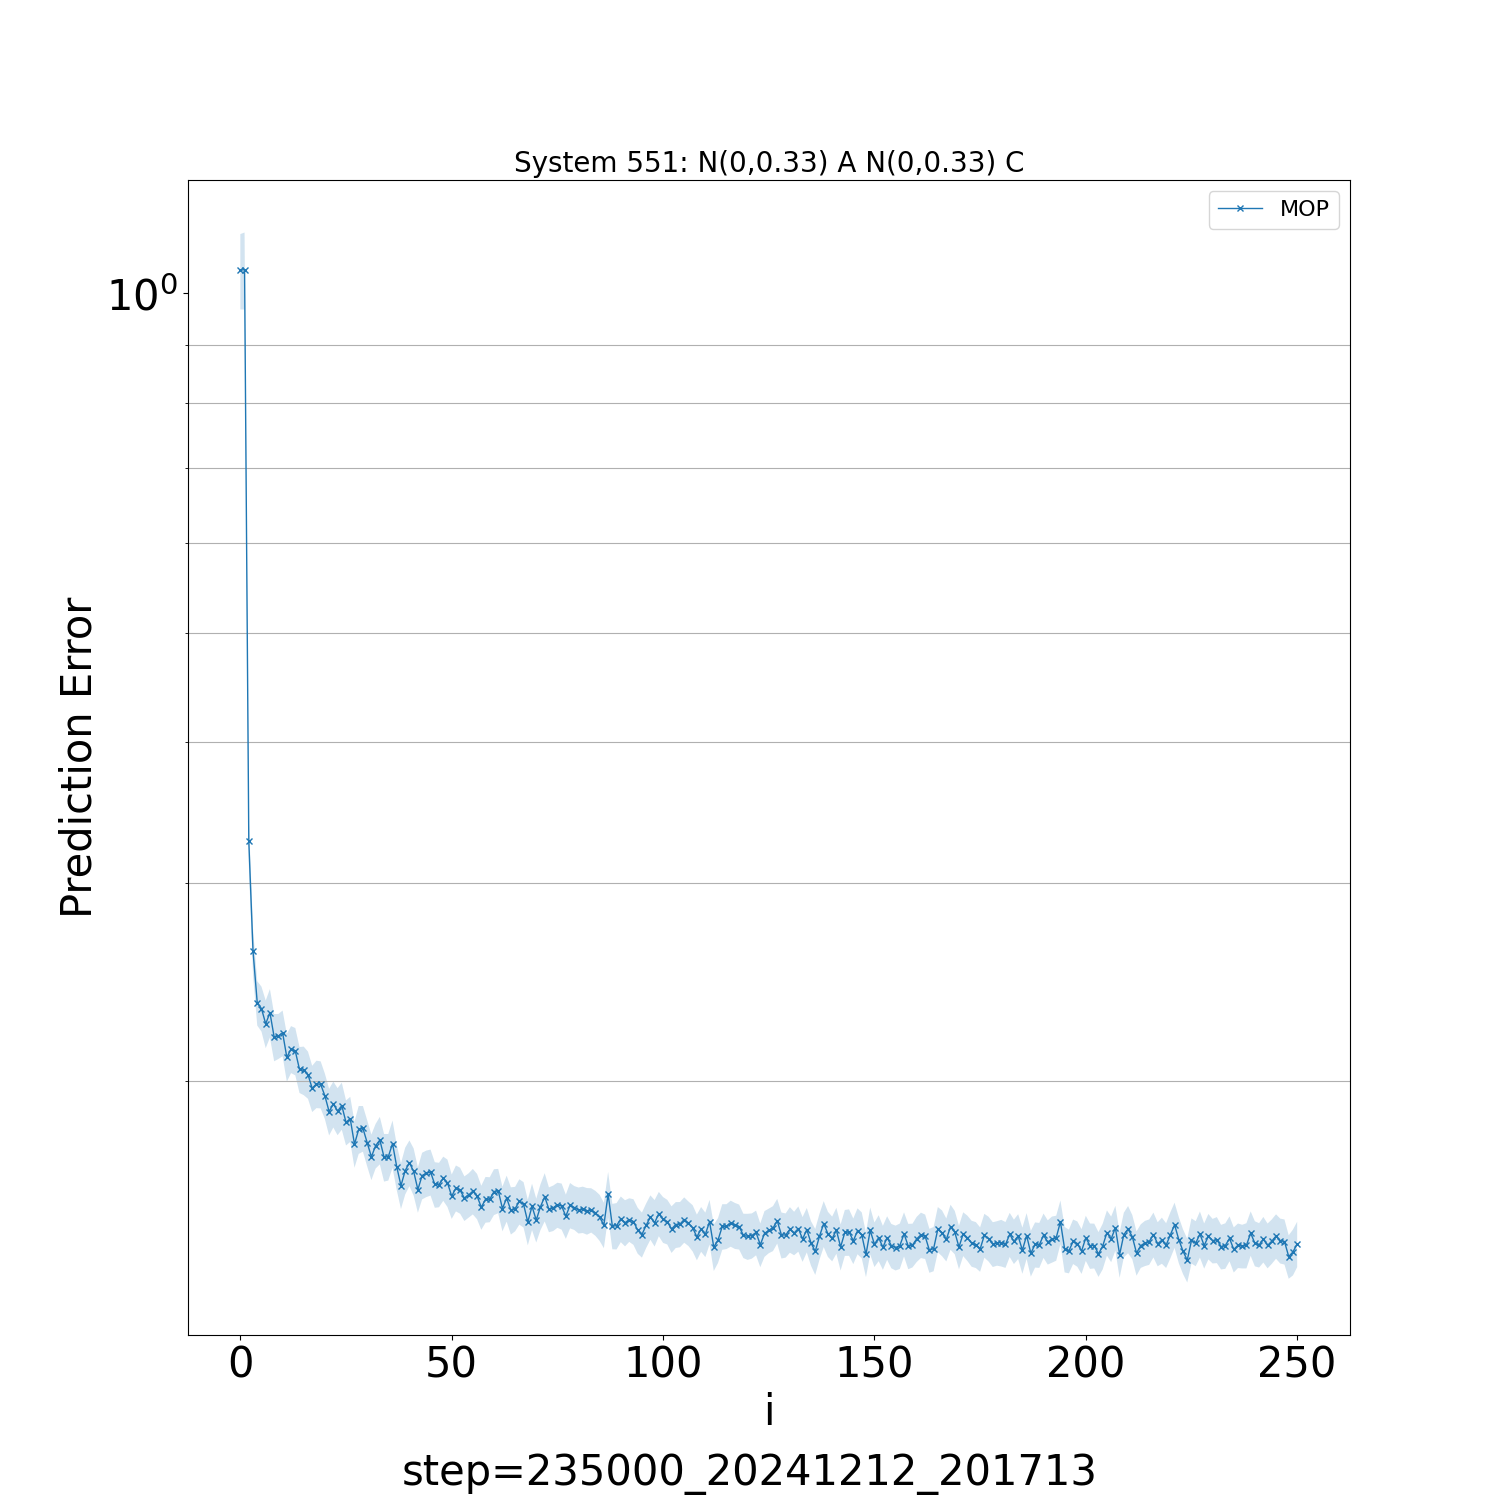 System 551: N(0,0.33) A N(0,0.33) C
MOP
10⁰
Prediction Error
0 50 100 150 200 250
i
step=235000_20241212_201713